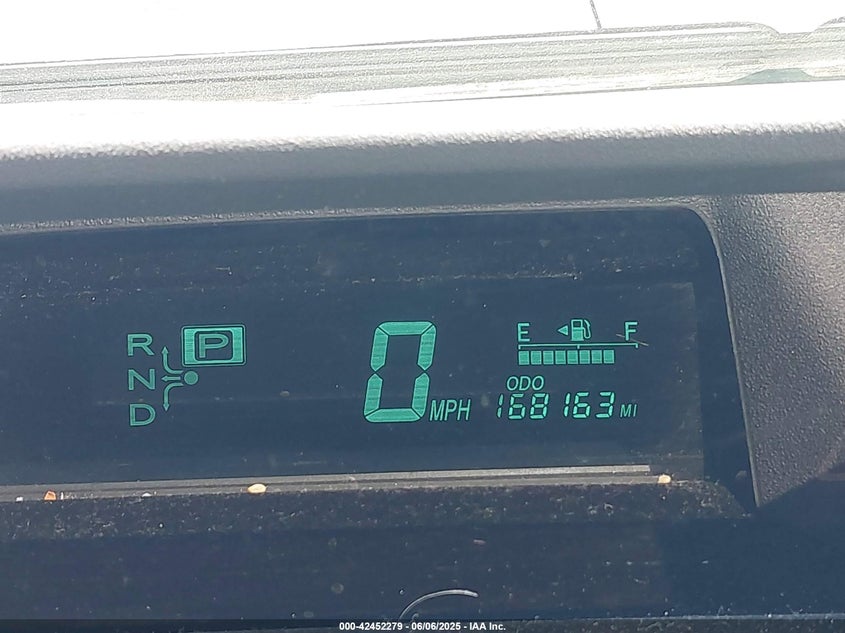 R P
N
D
0 MPH
E F
ODO
168163 MI
000-42452279 - 06/06/2025 - IAA Inc.